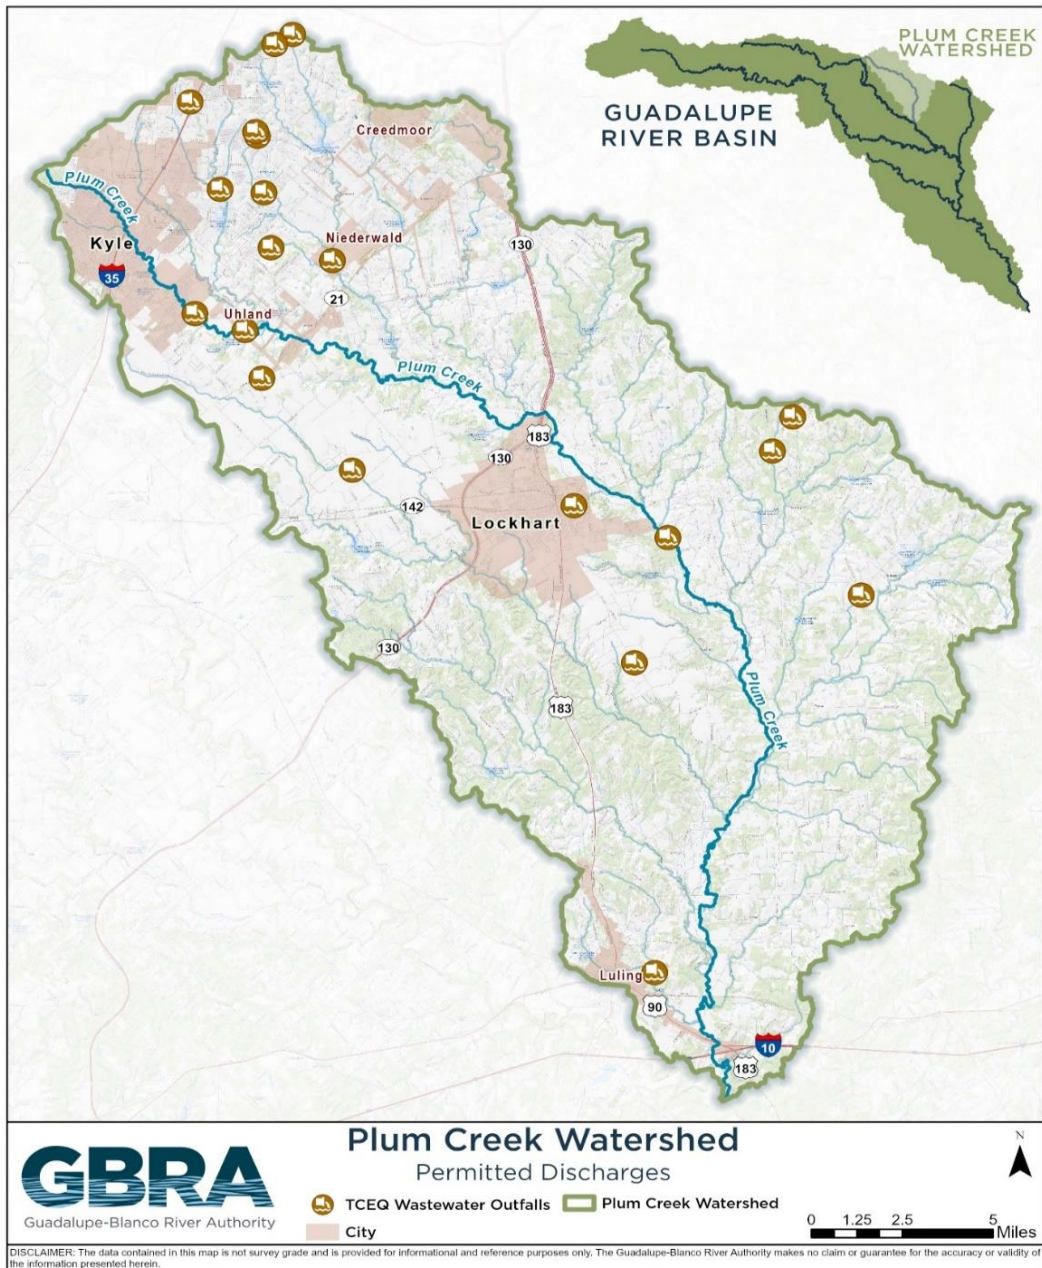 PLUM CREEK
WATERSHED
GUADALUPE
RIVER BASIN
Creedmoor
Plum Creek
Kyle
Niederwald
130
35
21
Uhland
Plum Creek
183
130
142
Lockhart
130
Plum Creek
183
Luling
90
10
183
GBRA
Guadalupe-Blanco River Authority
Plum Creek Watershed
Permitted Discharges
TCEQ Wastewater Outfalls
Plum Creek Watershed
City
N
0 1.25 2.5 5
Miles
DISCLAIMER: The data contained in this map is not survey grade and is provided for informational and reference purposes only. The Guadalupe-Blanco River Authority makes no claim or guarantee for the accuracy or validity of
the information presented herein.